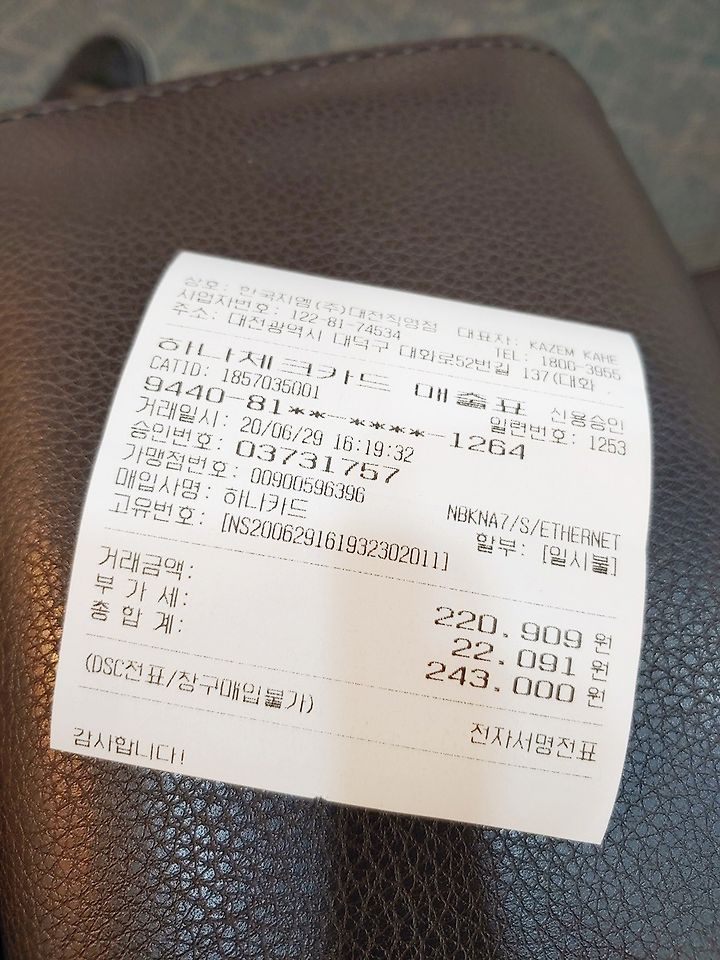 상호: 한국지엠(주)대전직영점 대표자: KAZEM KAHE
사업자번호: 122-81-74534 TEL: 1800-3955
주소: 대전광역시 대덕구 대화로52번길 137(대화
하나체크카드 매출표 신용승인
CATID: 1857035001 일련번호: 1253
9440-81**-****-1264
거래일시: 20/06/29 16:19:32
승인번호: 03731757
가맹점번호: 00900596396 NBKNA7/S/ETHERNET
매입사명: 하나카드 할부: [일시불]
고유번호: [NS200629161932302011]
거래금액: 220.909 원
부 가 세: 22.091 원
총 합 계: 243.000 원
(DSC전표/창구매입불가) 전자서명전표
감사합니다!